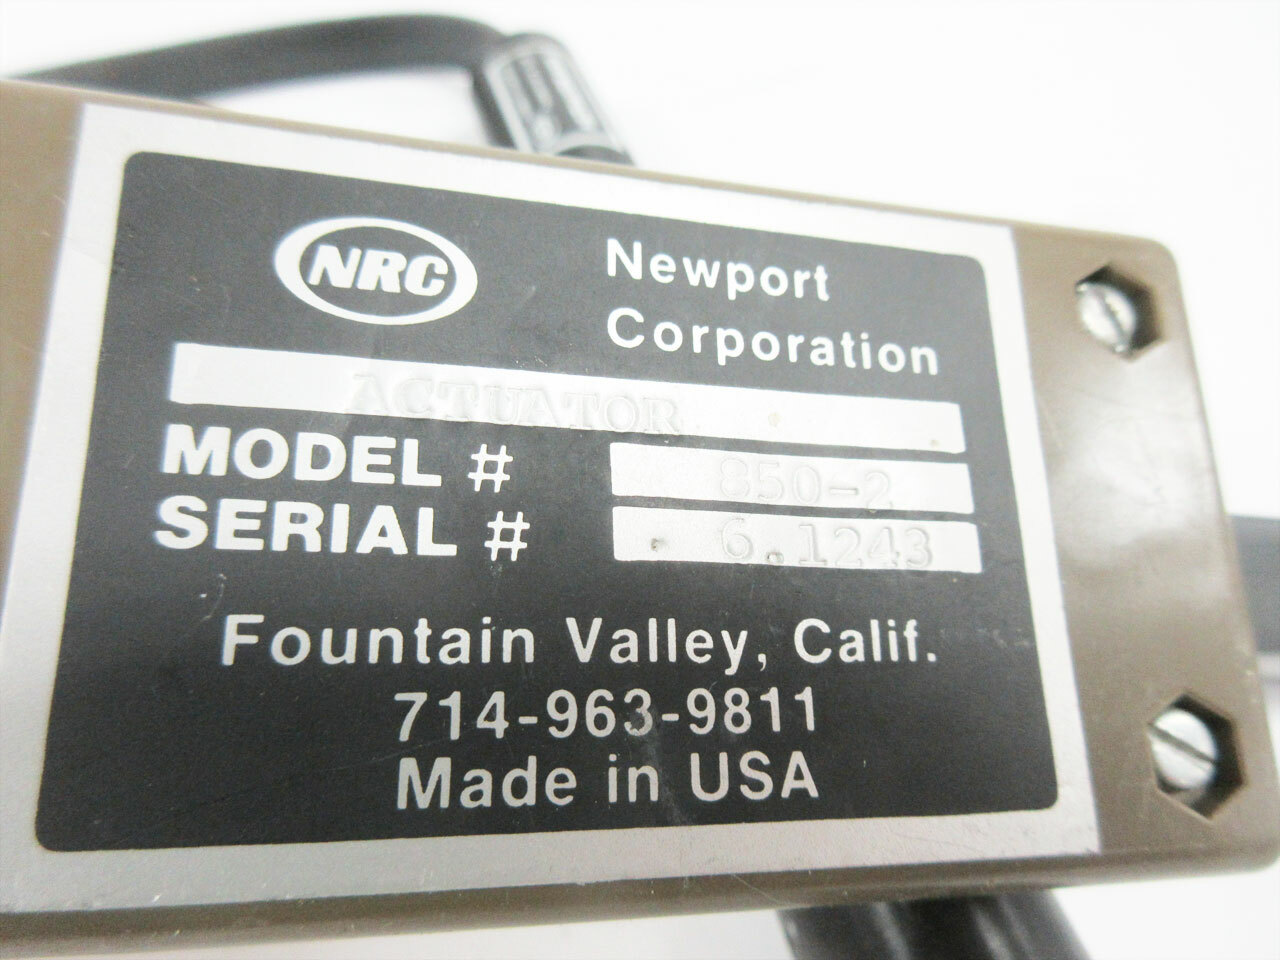 NRC
Newport
Corporation
ACTUATOR
MODEL # 850-2
SERIAL # 6.1243
Fountain Valley, Calif.
714-963-9811
Made in USA